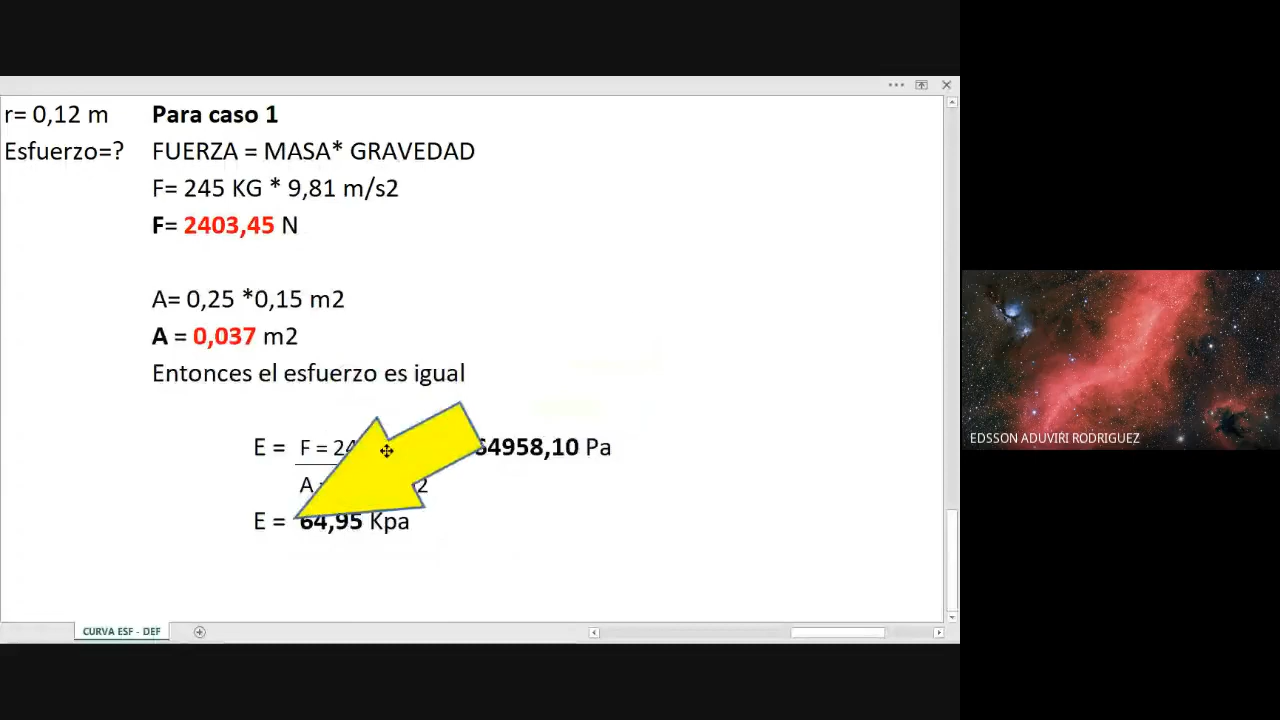 r= 0,12 m
Para caso 1
Esfuerzo=?
FUERZA = MASA* GRAVEDAD
F= 245 KG * 9,81 m/s2
F= 2403,45 N
A= 0,25 *0,15 m2
A = 0,037 m2
Entonces el esfuerzo es igual
E = F = 24 64958,10 Pa
A 2
E = 64,95 Kpa
CURVA ESF - DEF
EDSSON ADUVIRI RODRIGUEZ